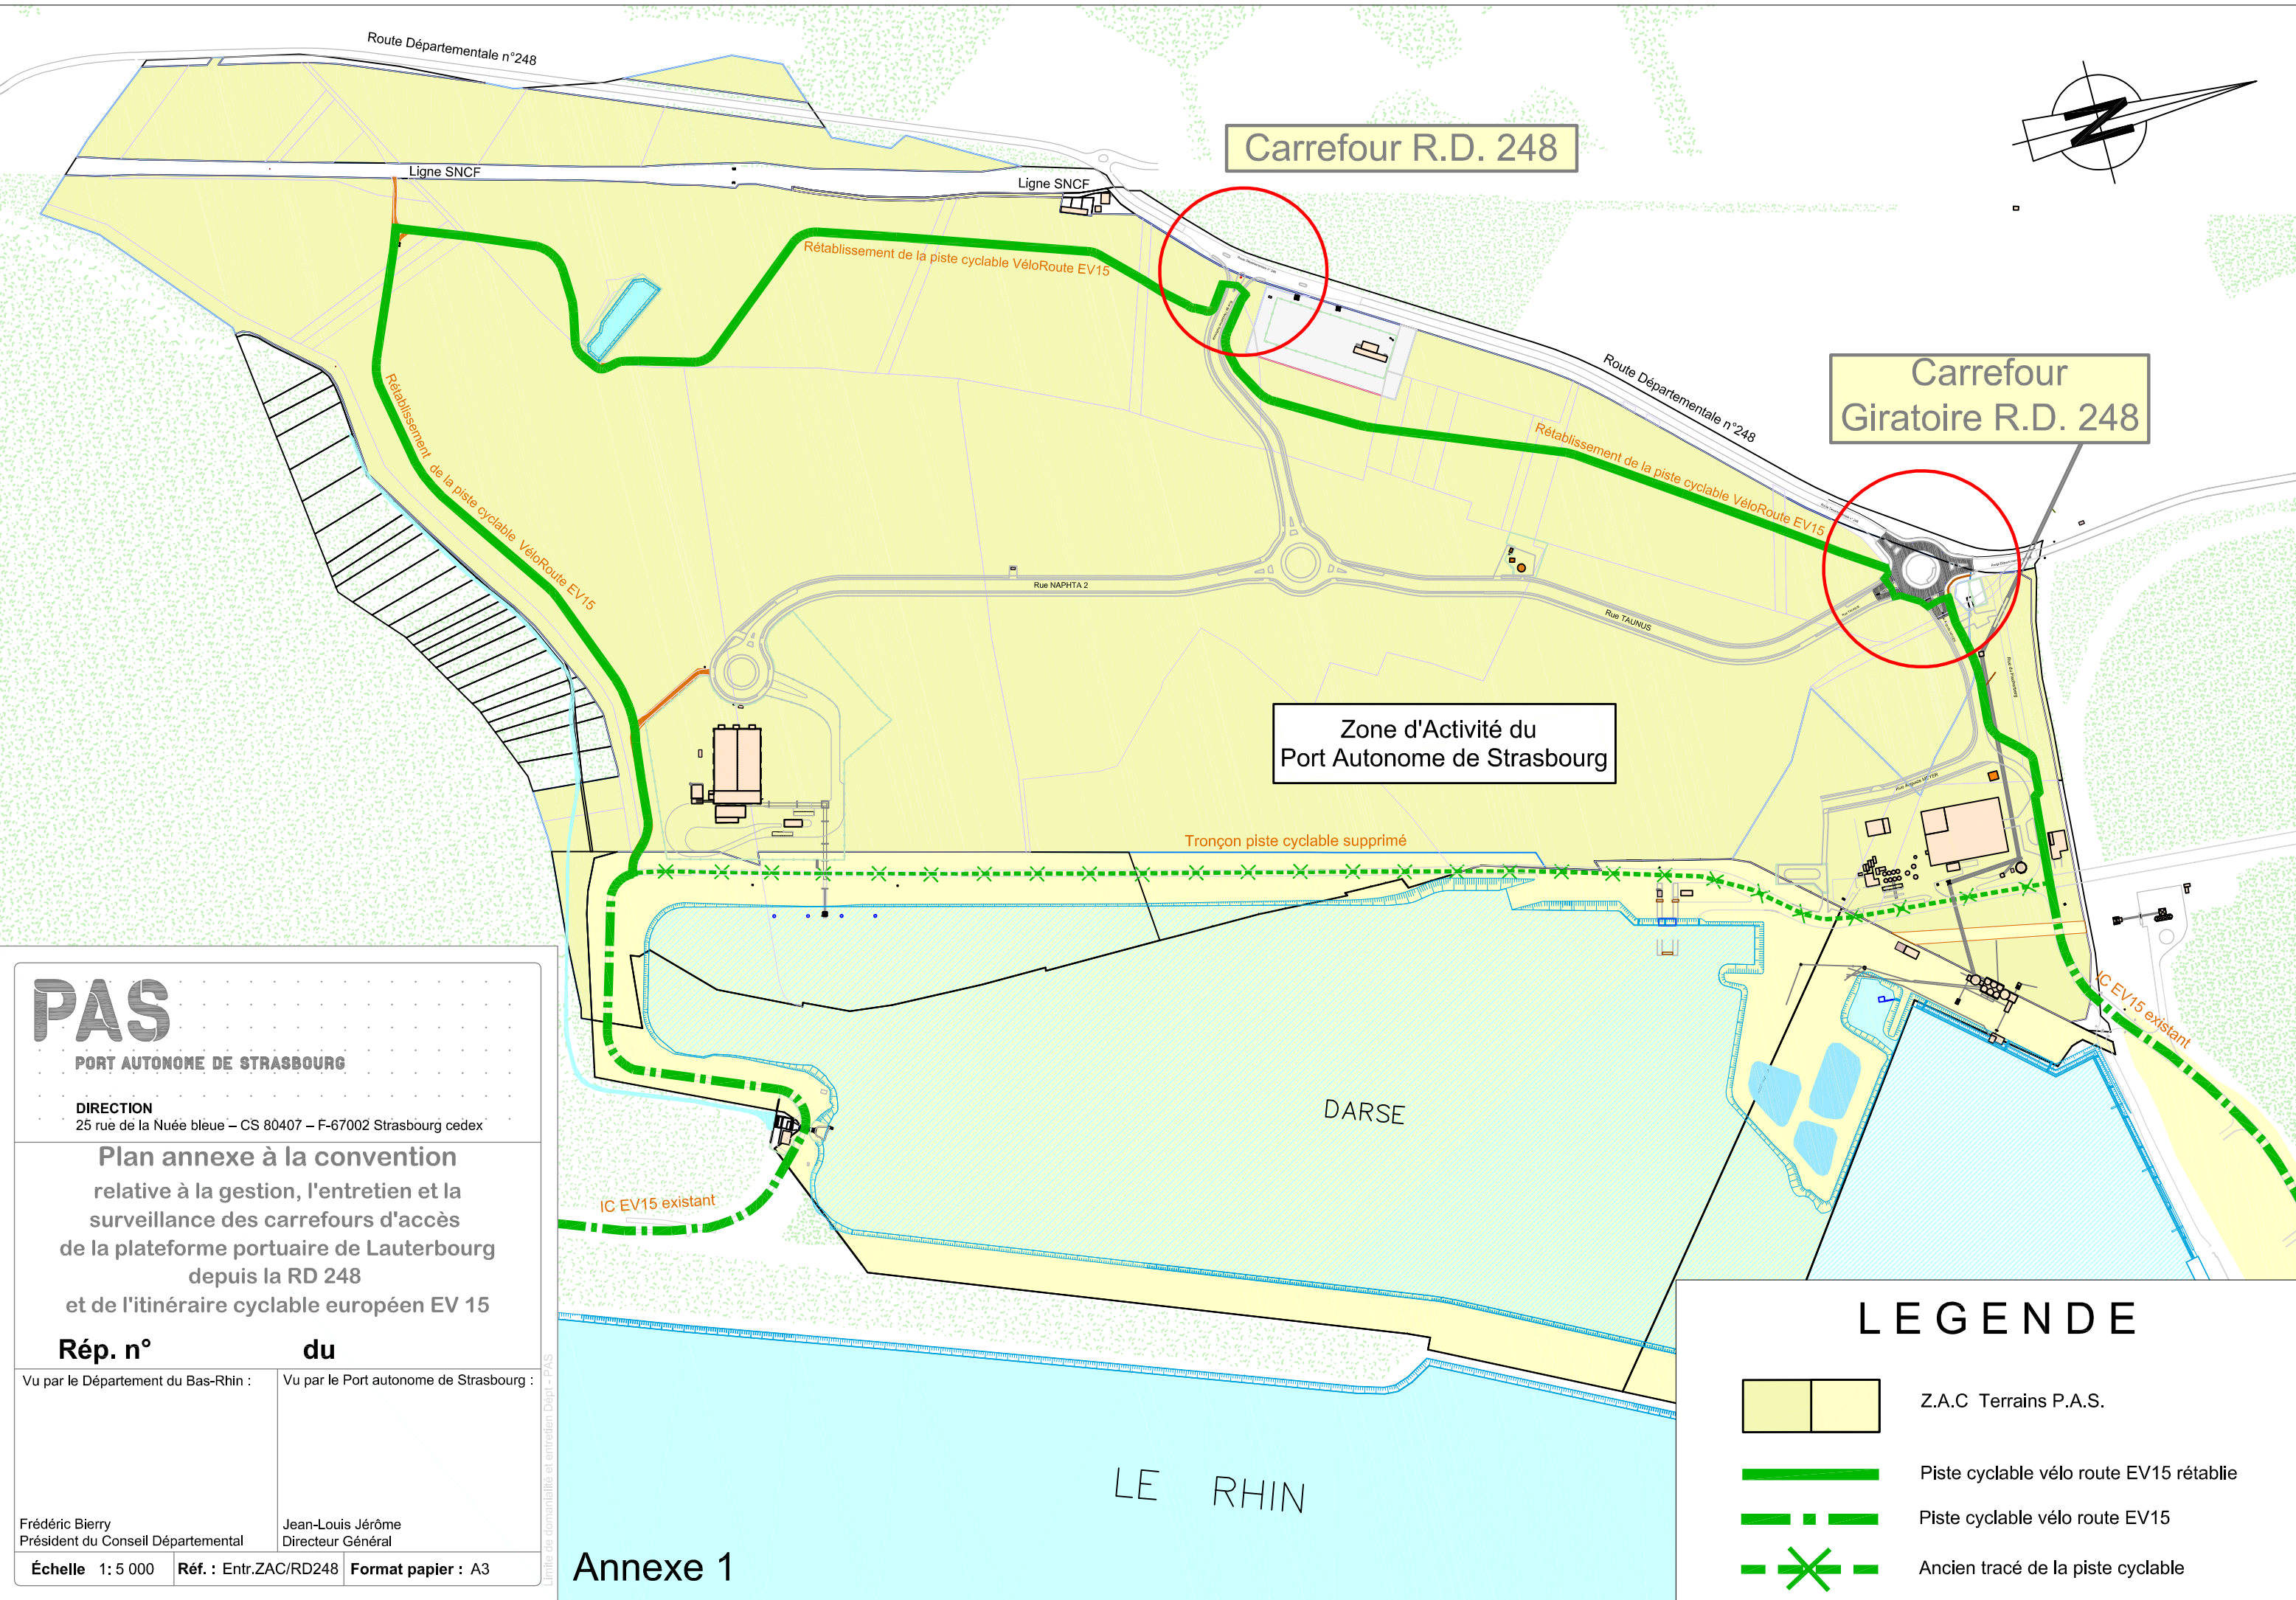 Route Départementale n°248
Carrefour R.D. 248
Ligne SNCF
Ligne SNCF
Rétablissement de la piste cyclable VéloRoute EV15
Route Départementale n°248
Carrefour
Giratoire R.D. 248
Rétablissement de la piste cyclable VéloRoute EV15
Rétablissement de la piste cyclable VéloRoute EV15
Rue NAPHTA 2
Rue TAUNUS
Zone d'Activité du
Port Autonome de Strasbourg
Tronçon piste cyclable supprimé
IC EV15 existant
DARSE
IC EV15 existant
LE RHIN
Annexe 1
PAS
PORT AUTONOME DE STRASBOURG
DIRECTION
25 rue de la Nuée bleue – CS 80407 – F-67002 Strasbourg cedex
Plan annexe à la convention
relative à la gestion, l'entretien et la
surveillance des carrefours d'accès
de la plateforme portuaire de Lauterbourg
depuis la RD 248
et de l'itinéraire cyclable européen EV 15
Rép. n° du
Vu par le Département du Bas-Rhin :
Vu par le Port autonome de Strasbourg :
Frédéric Bierry
Président du Conseil Départemental
Jean-Louis Jérôme
Directeur Général
Échelle 1: 5 000
Réf. : Entr.ZAC/RD248
Format papier : A3
Limite de domanialité et entretien Dept - PAS
LEGENDE
Z.A.C Terrains P.A.S.
Piste cyclable vélo route EV15 rétablie
Piste cyclable vélo route EV15
Ancien tracé de la piste cyclable